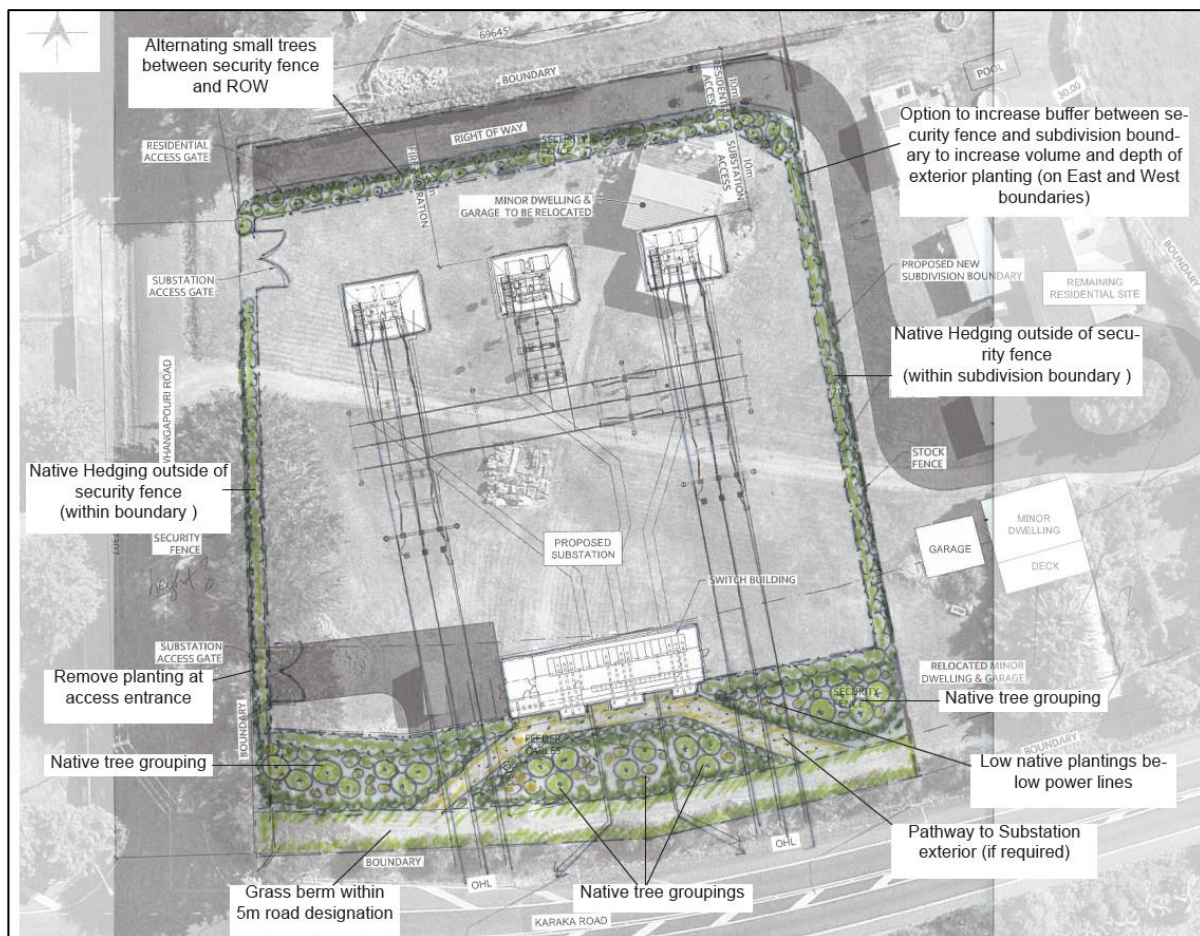 69645
Alternating small trees
between security fence
and ROW
BOUNDARY
RIGHT OF WAY
RESIDENTIAL
ACCESS
10m
POOL
30.00
Option to increase buffer between se-
curity fence and subdivision bound-
ary to increase volume and depth of
exterior planting (on East and West
boundaries)
RESIDENTIAL
ACCESS GATE
SECURITY
10m
SUBSTATION
ACCESS
MINOR DWELLING &
GARAGE TO BE RELOCATED
SUBSTATION
ACCESS GATE
PROPOSED NEW
SUBDIVISION BOUNDARY
REMAINING
RESIDENTIAL SITE
BOUNDARY
Native Hedging outside of secu-
rity fence
(within subdivision boundary )
WHANGAPOURI ROAD
STOCK
FENCE
Native Hedging outside of
security fence
(within boundary )
SECURITY
FENCE
PROPOSED
SUBSTATION
GARAGE
MINOR
DWELLING
DECK
SWITCH BUILDING
SUBSTATION
ACCESS GATE
Remove planting at
access entrance
RELOCATED MINOR
DWELLING & GARAGE
SECURITY
FENCE
Native tree grouping
BOUNDARY
FEEDER
CABLES
Native tree grouping
BOUNDARY
Low native plantings be-
low power lines
Pathway to Substation
exterior (if required)
BOUNDARY
OHL
OHL
Grass berm within
5m road designation
Native tree groupings
KARAKA ROAD